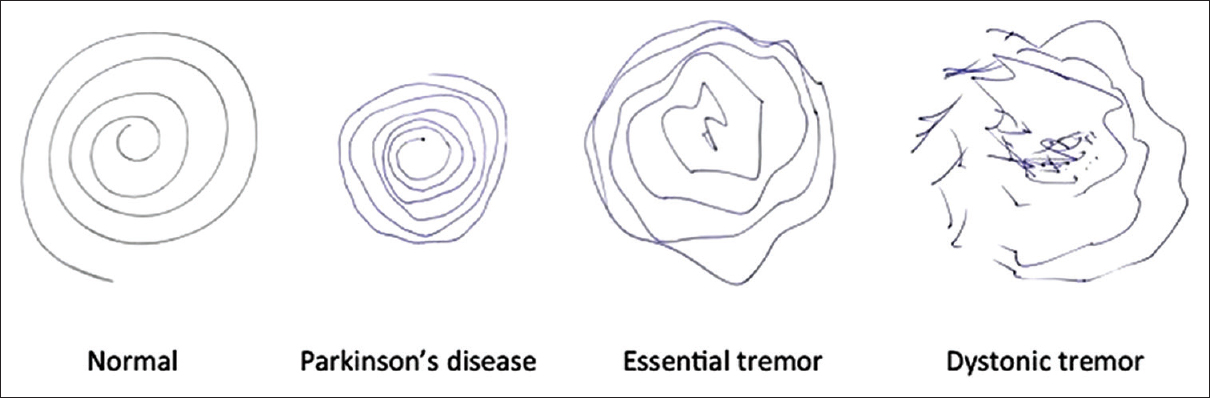 Normal
Parkinson's disease
Essential tremor
Dystonic tremor